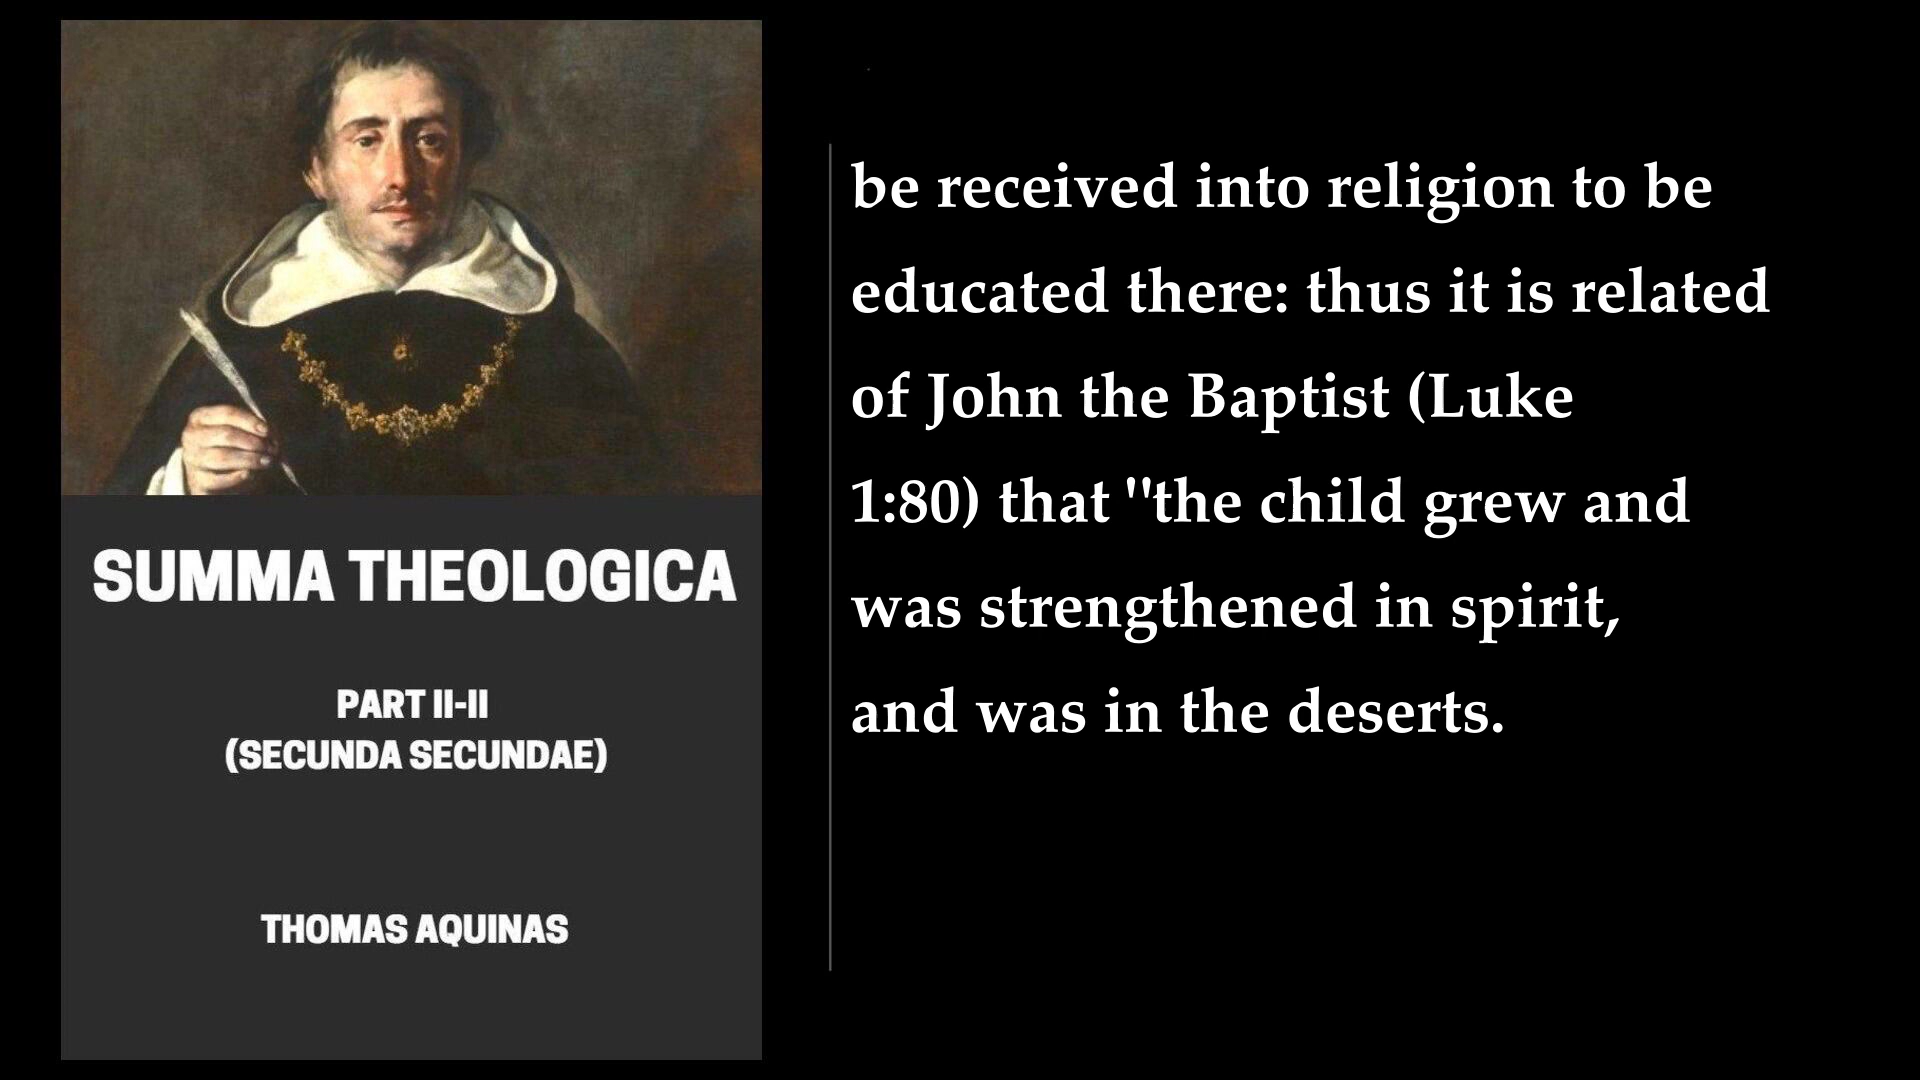 SUMMA THEOLOGICA
PART II-II
(SECUNDA SECUNDAE)
THOMAS AQUINAS
be received into religion to be
educated there: thus it is related
of John the Baptist (Luke
1:80) that "the child grew and
was strengthened in spirit,
and was in the deserts.